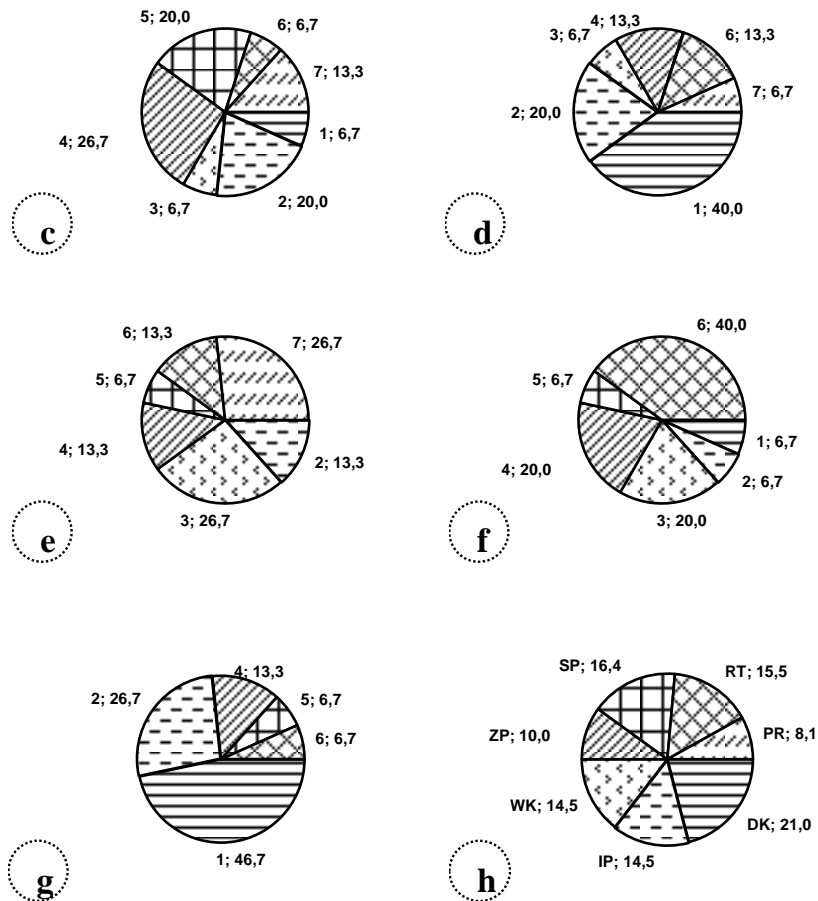 5; 20,0
6; 6,7
7; 13,3
1; 6,7
2; 20,0
3; 6,7
4; 26,7
c
4; 13,3
3; 6,7
6; 13,3
7; 6,7
2; 20,0
1; 40,0
d
6; 13,3
7; 26,7
5; 6,7
4; 13,3
2; 13,3
3; 26,7
e
6; 40,0
5; 6,7
1; 6,7
2; 6,7
4; 20,0
3; 20,0
f
4; 13,3
2; 26,7
5; 6,7
6; 6,7
1; 46,7
g
SP; 16,4
RT; 15,5
ZP; 10,0
PR; 8,1
WK; 14,5
DK; 21,0
IP; 14,5
h